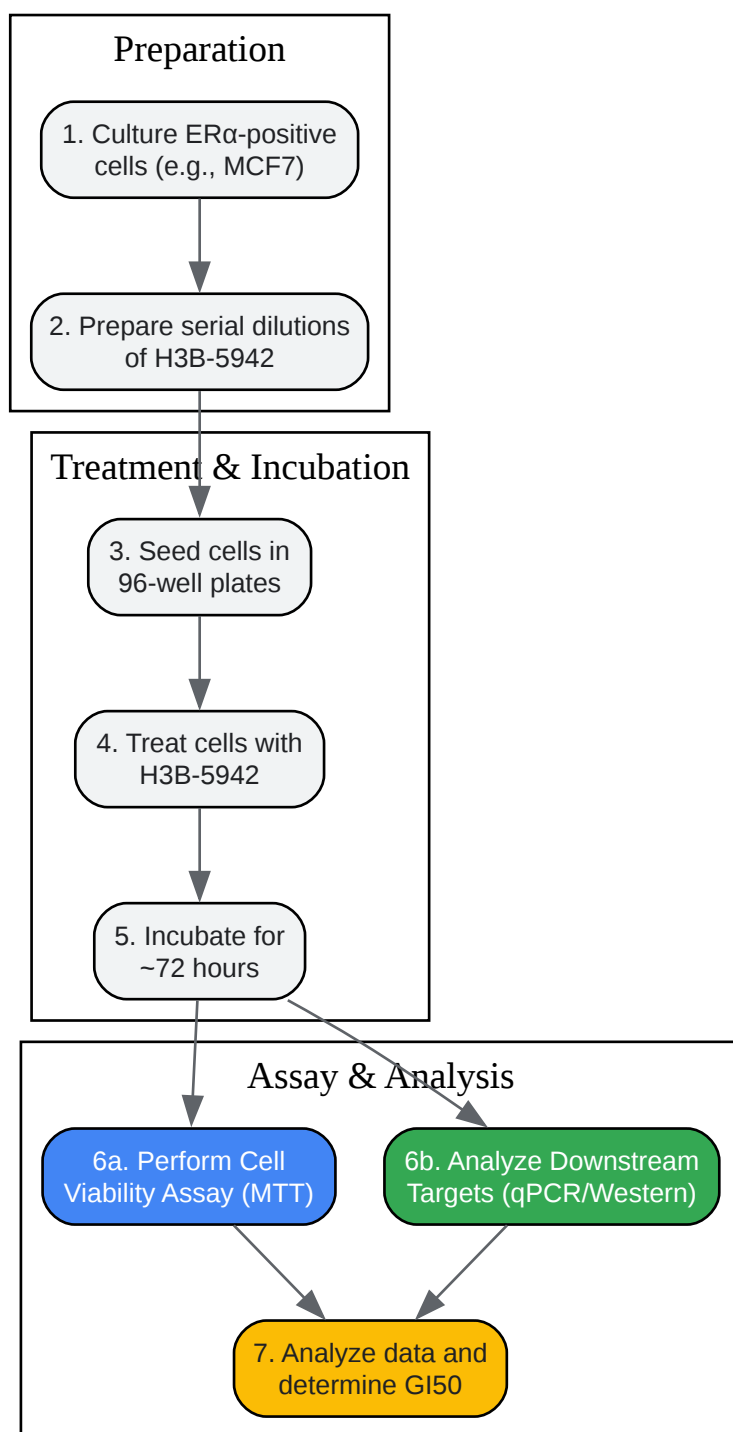 Preparation
1. Culture ERα-positive
cells (e.g., MCF7)
2. Prepare serial dilutions
of H3B-5942
Treatment & Incubation
3. Seed cells in
96-well plates
4. Treat cells with
H3B-5942
5. Incubate for
~72 hours
Assay & Analysis
6a. Perform Cell
Viability Assay (MTT)
6b. Analyze Downstream
Targets (qPCR/Western)
7. Analyze data and
determine GI50